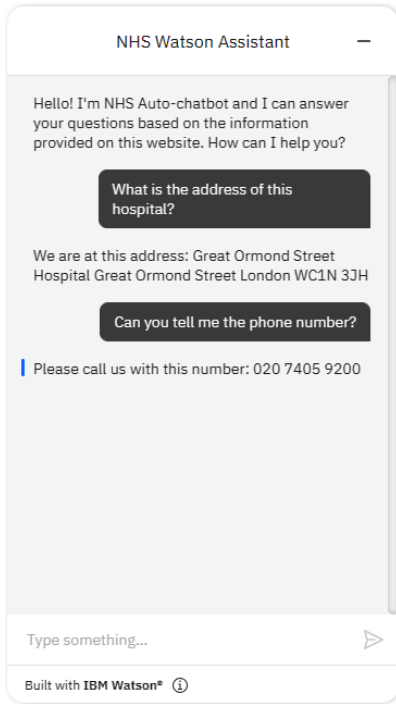 NHS Watson Assistant
Hello! I'm NHS Auto-chatbot and I can answer
your questions based on the information
provided on this website. How can I help you?
What is the address of this
hospital?
We are at this address: Great Ormond Street
Hospital Great Ormond Street London WC1N 3JH
Can you tell me the phone number?
Please call us with this number: 020 7405 9200
Type something...
Built with IBM Watson®